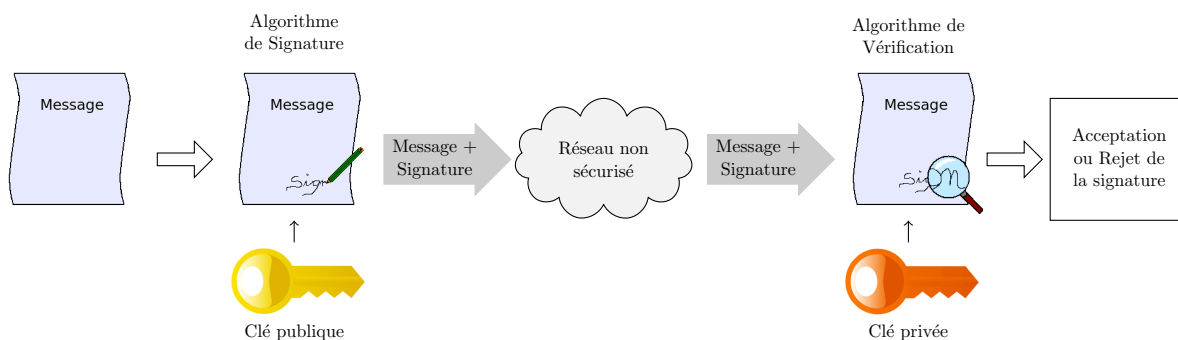 Algorithme
de Signature
Algorithme de
Vérification
Message
Message
Message
Sign
Sign
Message +
Signature
Réseau non
sécurisé
Message +
Signature
Acceptation
ou Rejet de
la signature
Clé publique
Clé privée